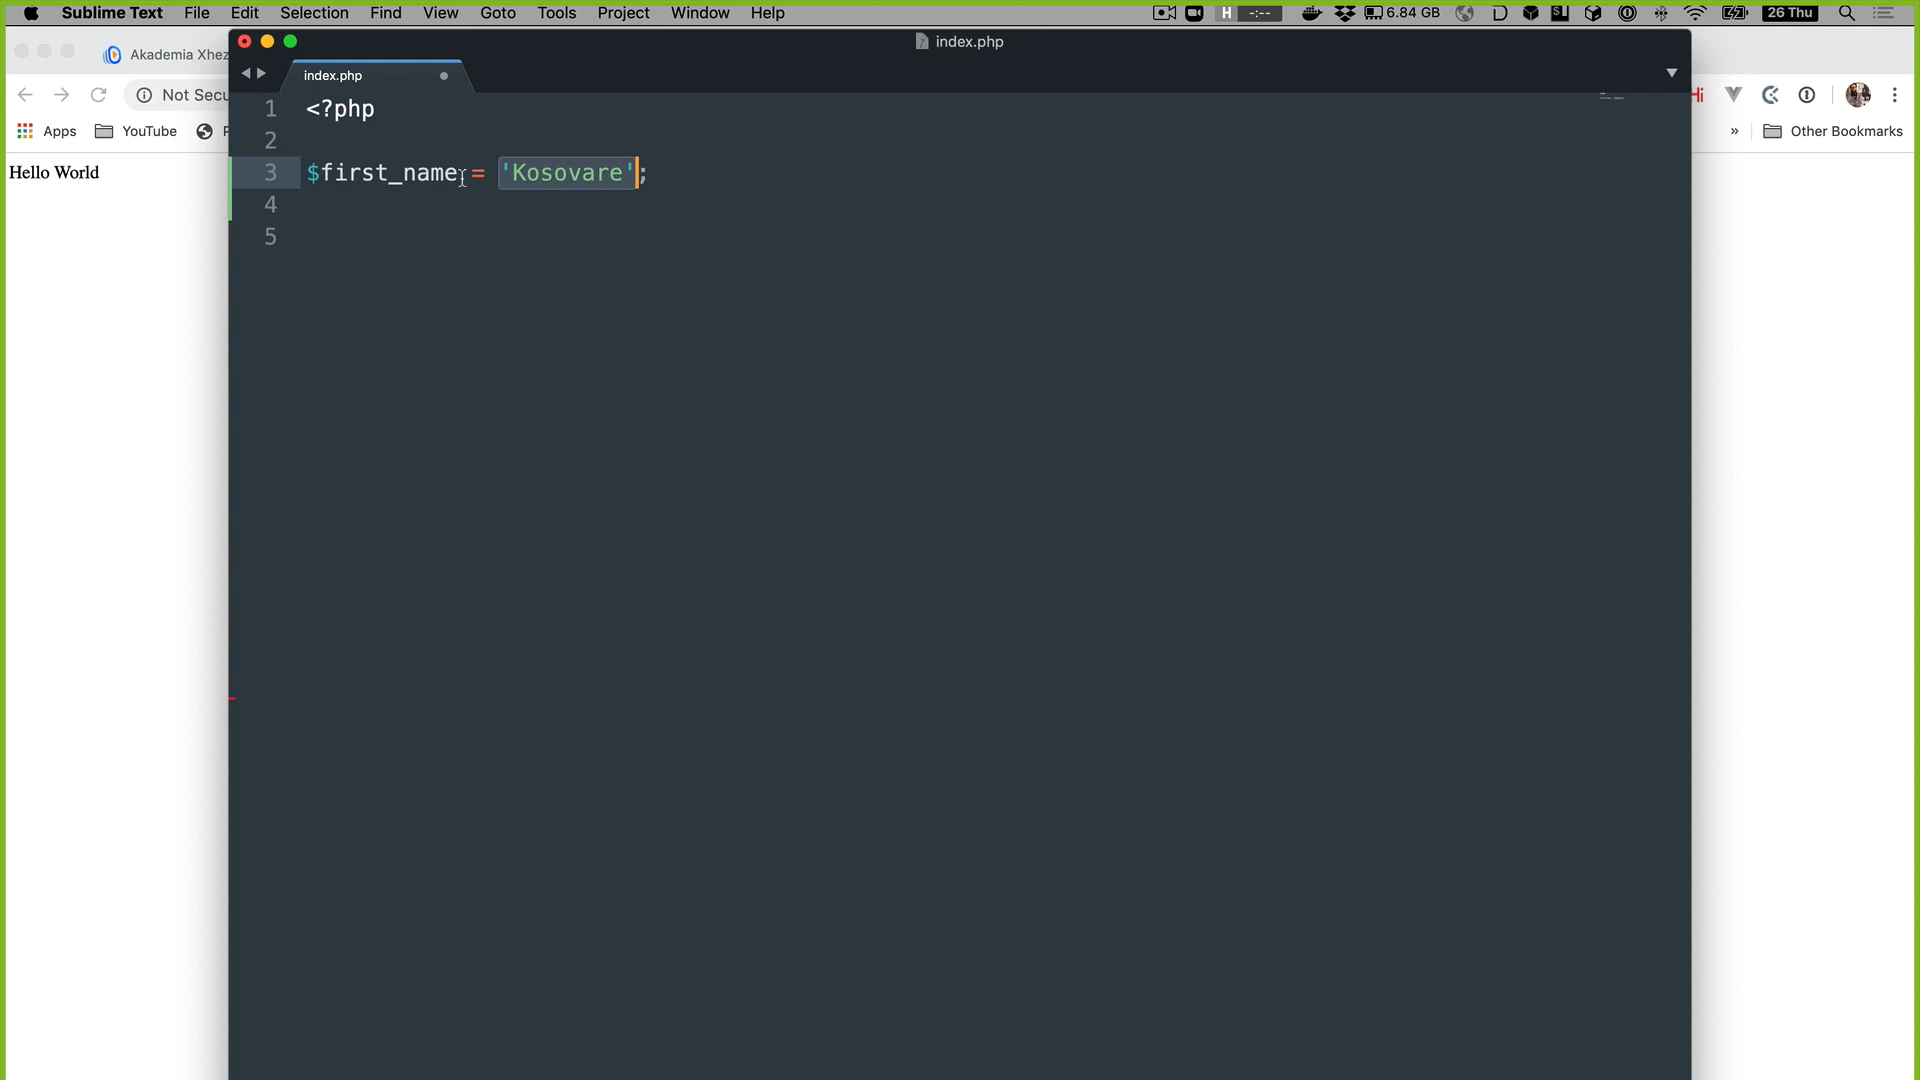 Sublime Text File Edit Selection Find View Goto Tools Project Window Help H -:-- 6.84 GB 26 Thu
index.php
Akademia Xhez
index.php
Not Secu
Apps YouTube
» Other Bookmarks
Hello World
1 <?php
2
3 $first_name = 'Kosovare';
4
5